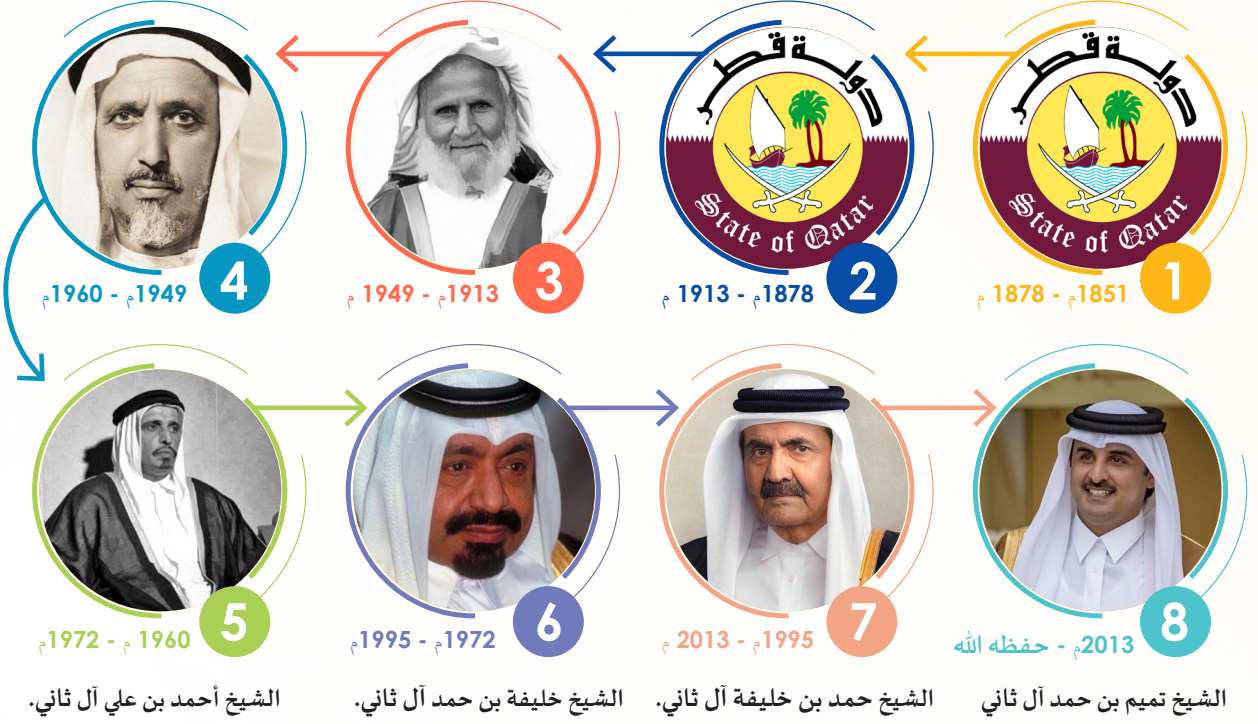 دولة قطر
State of Qatar
1
1851م - 1878 م
دولة قطر
State of Qatar
2
1878م - 1913 م
3
1913م - 1949 م
4
1949م - 1960م
5
1960 م - 1972م
الشيخ أحمد بن علي آل ثاني.
6
1972م - 1995م
الشيخ خليفة بن حمد آل ثاني.
7
1995م - 2013 م
الشيخ حمد بن خليفة آل ثاني.
8
2013م - حفظه الله
الشيخ تميم بن حمد آل ثاني